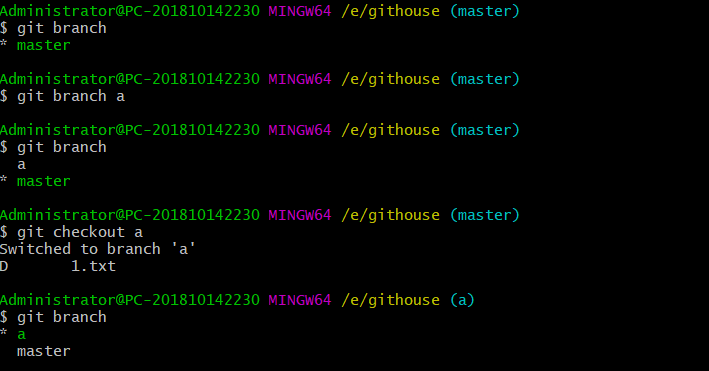 Administrator@PC-201810142230 MINGW64 /e/githouse (master)
$ git branch
* master
Administrator@PC-201810142230 MINGW64 /e/githouse (master)
$ git branch a
Administrator@PC-201810142230 MINGW64 /e/githouse (master)
$ git branch
  a
* master
Administrator@PC-201810142230 MINGW64 /e/githouse (master)
$ git checkout a
Switched to branch 'a'
D       1.txt
Administrator@PC-201810142230 MINGW64 /e/githouse (a)
$ git branch
* a
  master